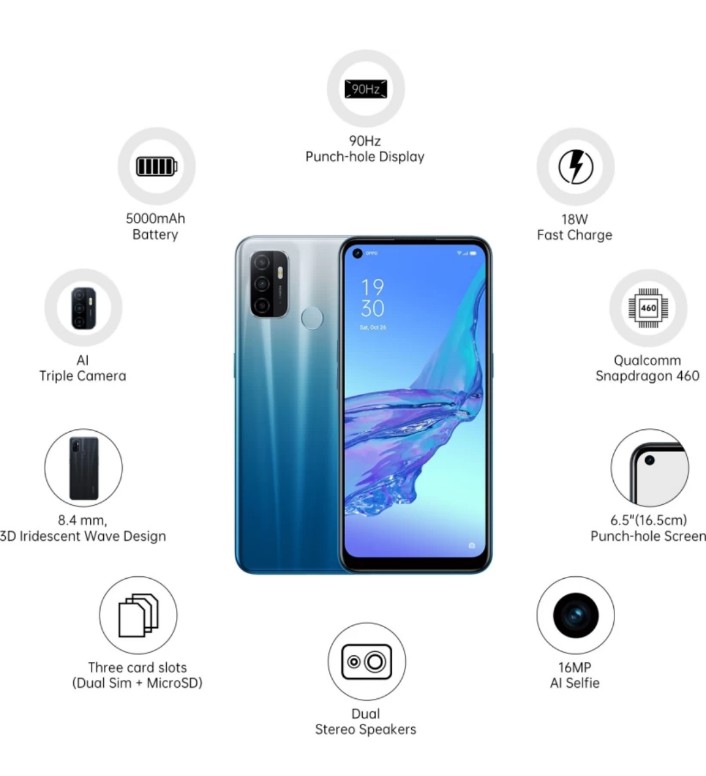 90Hz
90Hz
Punch-hole Display
5000mAh
Battery
18W
Fast Charge
OPPO
19
30
AI
Triple Camera
460
Qualcomm
Snapdragon 460
8.4 mm,
3D Iridescent Wave Design
6.5"(16.5cm)
Punch-hole Screen
Three card slots
(Dual Sim + MicroSD)
16MP
AI Selfie
Dual
Stereo Speakers